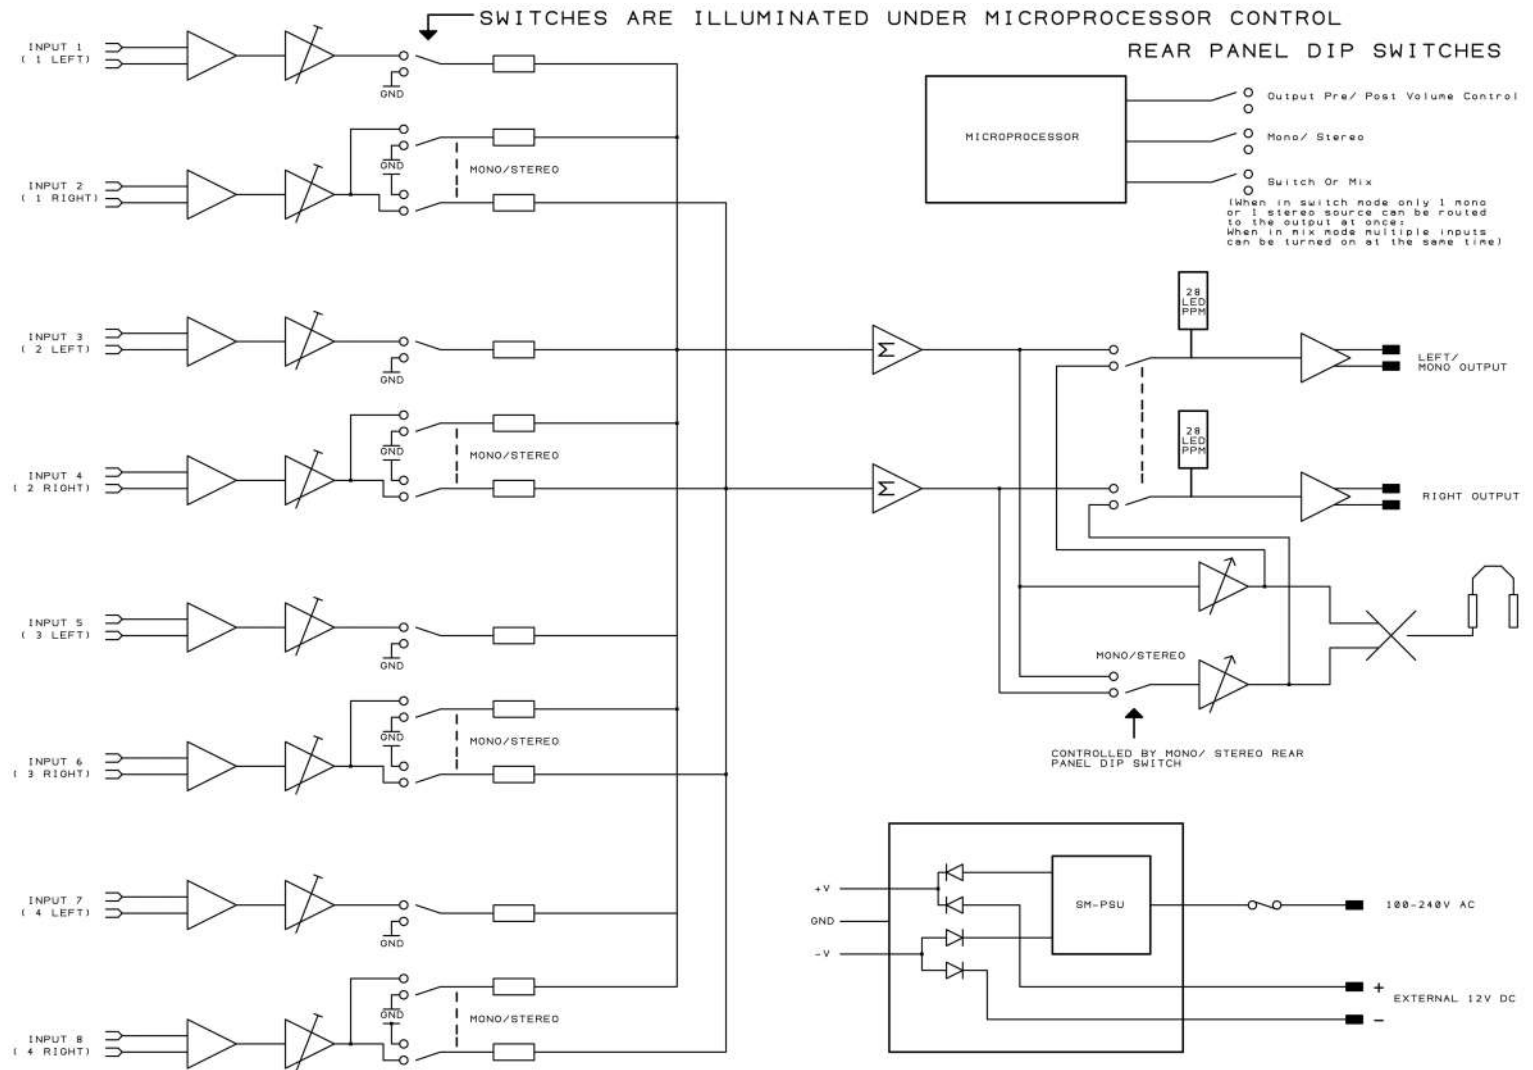 SWITCHES ARE ILLUMINATED UNDER MICROPROCESSOR CONTROL
REAR PANEL DIP SWITCHES
INPUT 1
( 1 LEFT)
GND
MICROPROCESSOR
Output Pre/ Post Volume Control
Mono/ Stereo
Switch Or Mix
(When in switch mode only 1 mono
or 1 stereo source can be routed
to the output at once;
When in mix mode multiple inputs
can be turned on at the same time)
GND
MONO/STEREO
INPUT 2
( 1 RIGHT)
INPUT 3
( 2 LEFT)
GND
Σ
28
LED
PPM
LEFT/
MONO OUTPUT
GND
MONO/STEREO
INPUT 4
( 2 RIGHT)
Σ
28
LED
PPM
RIGHT OUTPUT
INPUT 5
( 3 LEFT)
GND
MONO/STEREO
CONTROLLED BY MONO/ STEREO REAR
PANEL DIP SWITCH
GND
MONO/STEREO
INPUT 6
( 3 RIGHT)
INPUT 7
( 4 LEFT)
GND
GND
MONO/STEREO
INPUT 8
( 4 RIGHT)
+V
GND
-V
SM-PSU
100-240V AC
+
EXTERNAL 12V DC
-